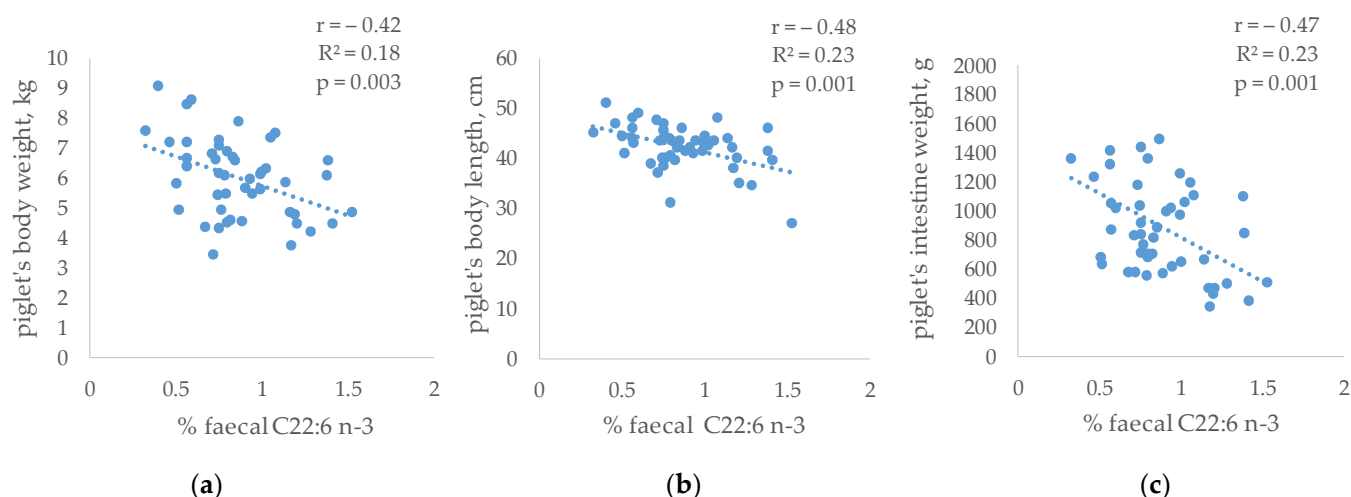 r = – 0.42
R² = 0.18
p = 0.003
piglet's body weight, kg
10
9
8
7
6
5
4
3
2
1
0
0 0.5 1 1.5 2
% faecal C22:6 n-3
(a)
r = – 0.48
R² = 0.23
p = 0.001
piglet's body length, cm
60
50
40
30
20
10
0
0 0.5 1 1.5 2
% faecal C22:6 n-3
(b)
r = – 0.47
R² = 0.23
p = 0.001
piglet's intestine weight, g
2000
1800
1600
1400
1200
1000
800
600
400
200
0
0 0.5 1 1.5 2
% faecal C22:6 n-3
(c)